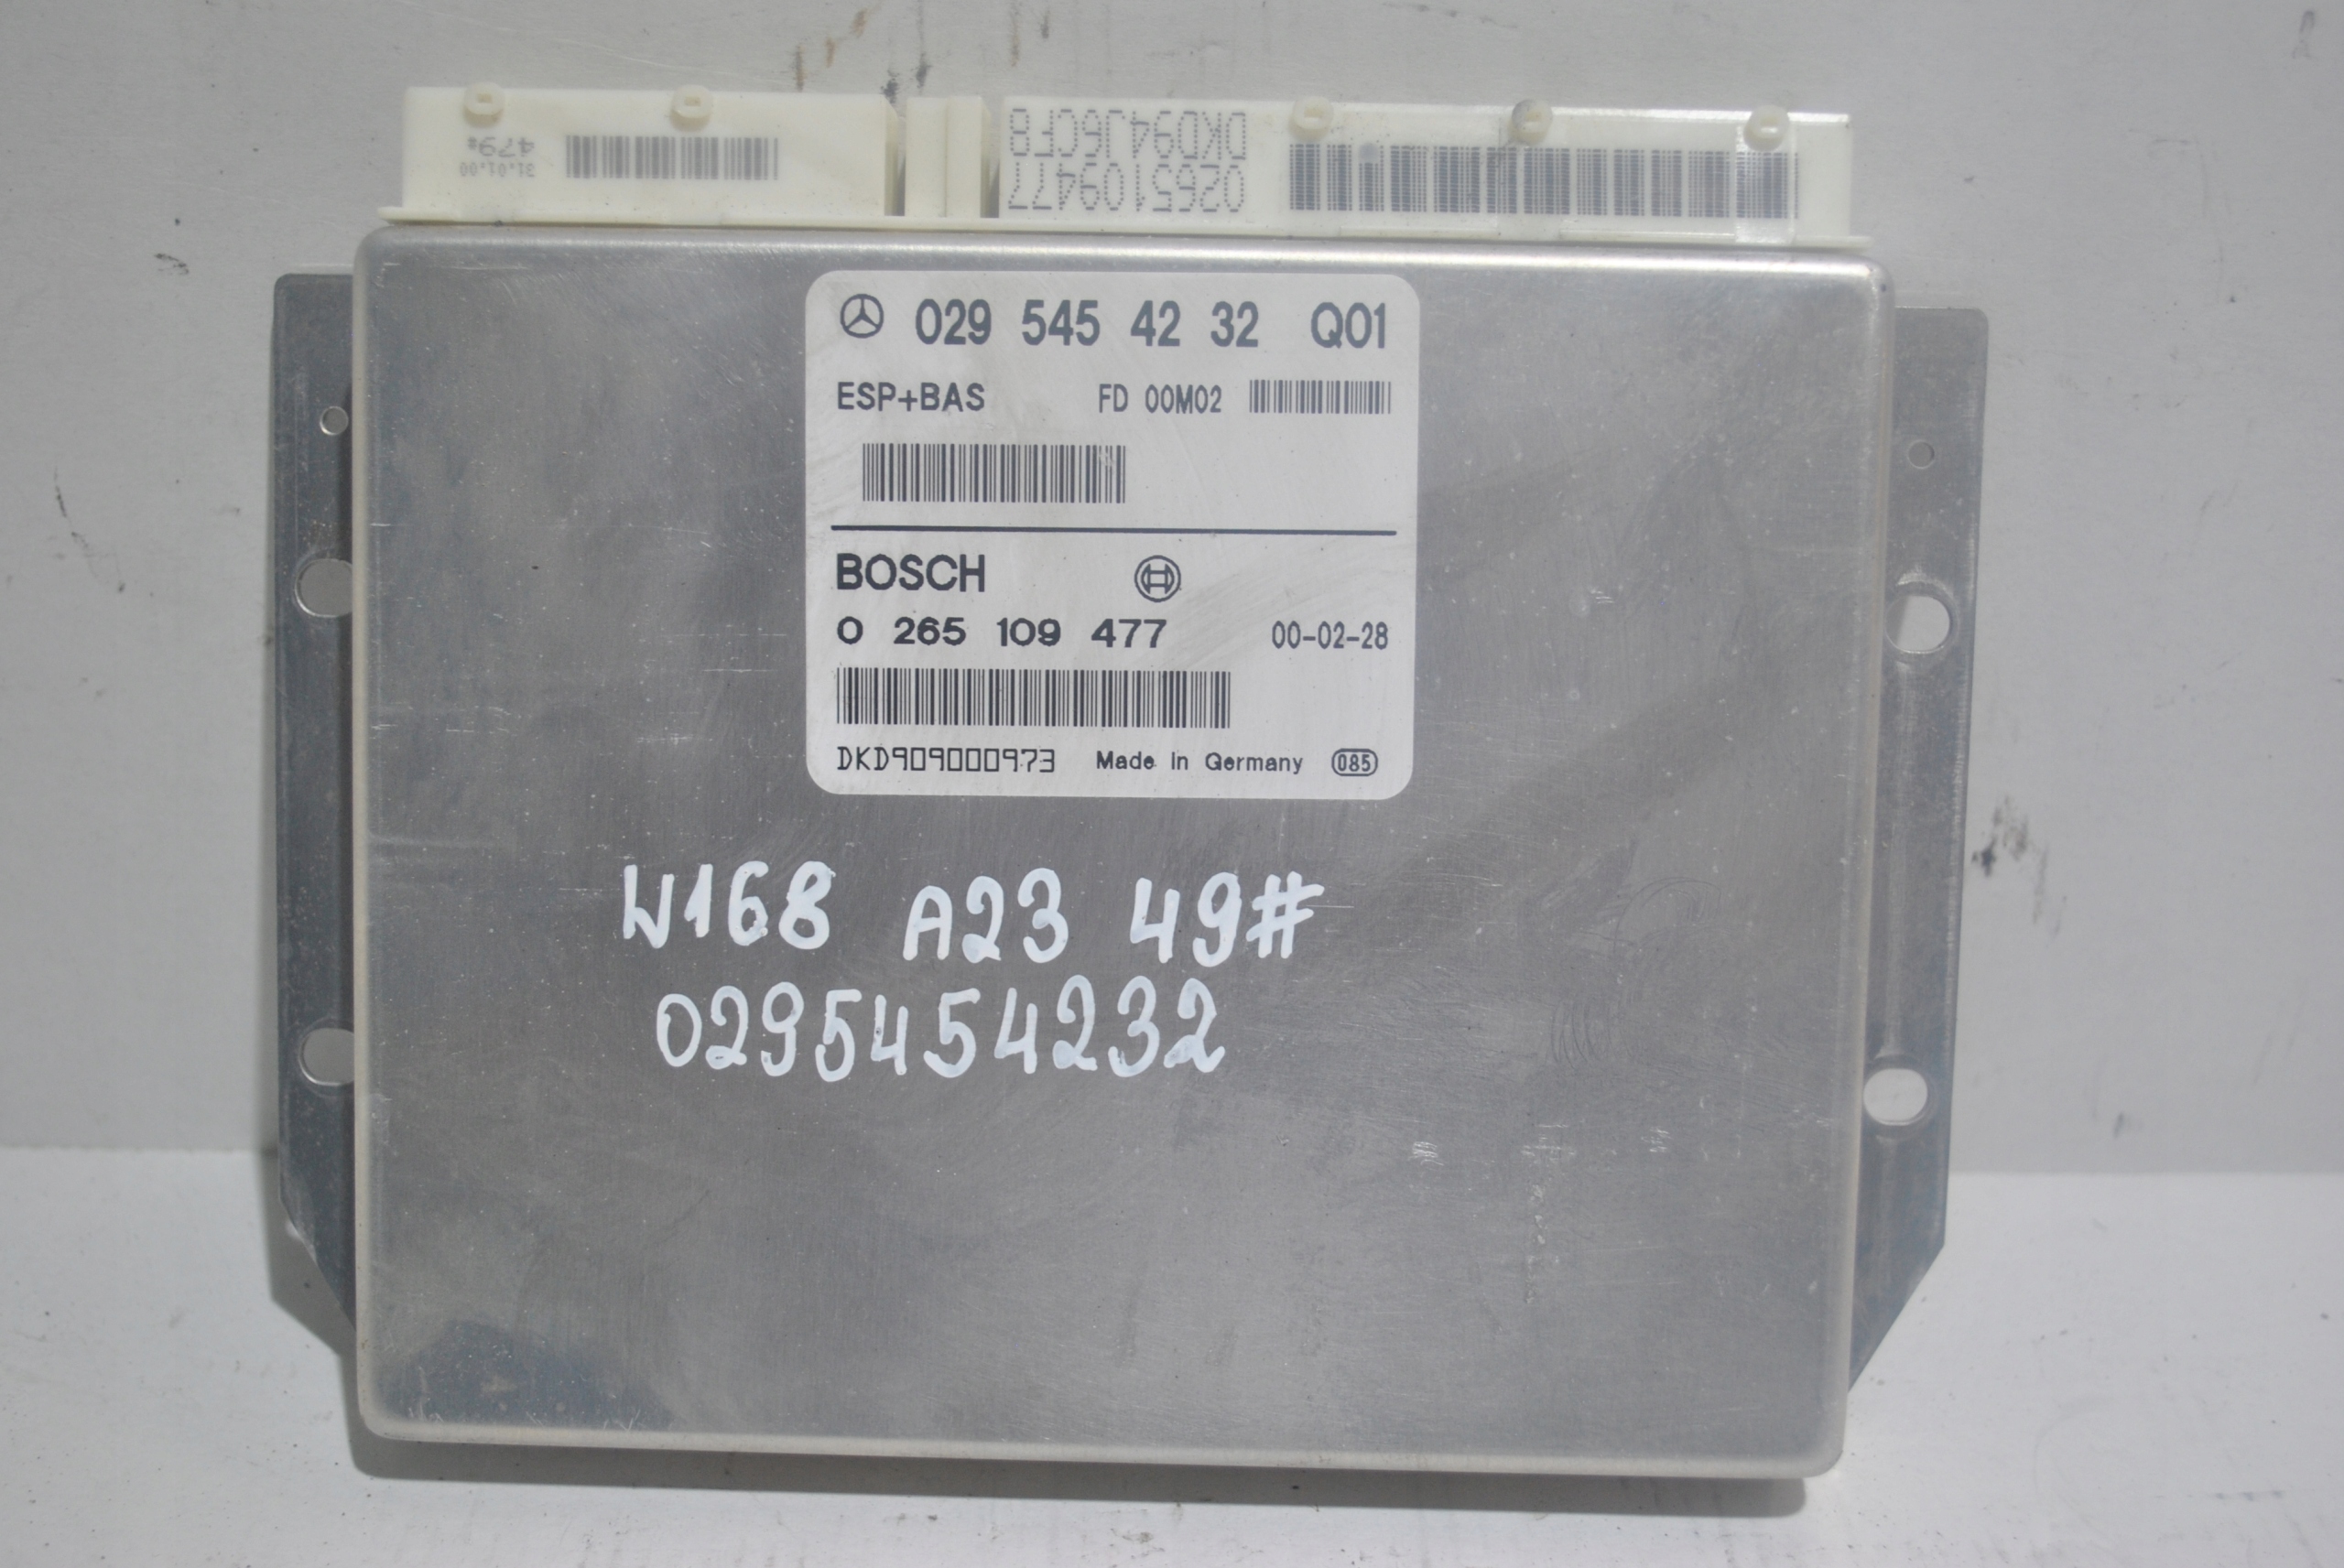 479*
31.01.00
DKD94J6CF8
0265109477
029 545 42 32 Q01
ESP+BAS FD 00M02
BOSCH
0 265 109 477 00-02-28
DKD909000973 Made in Germany 085
W168 A23 49#
0295454232